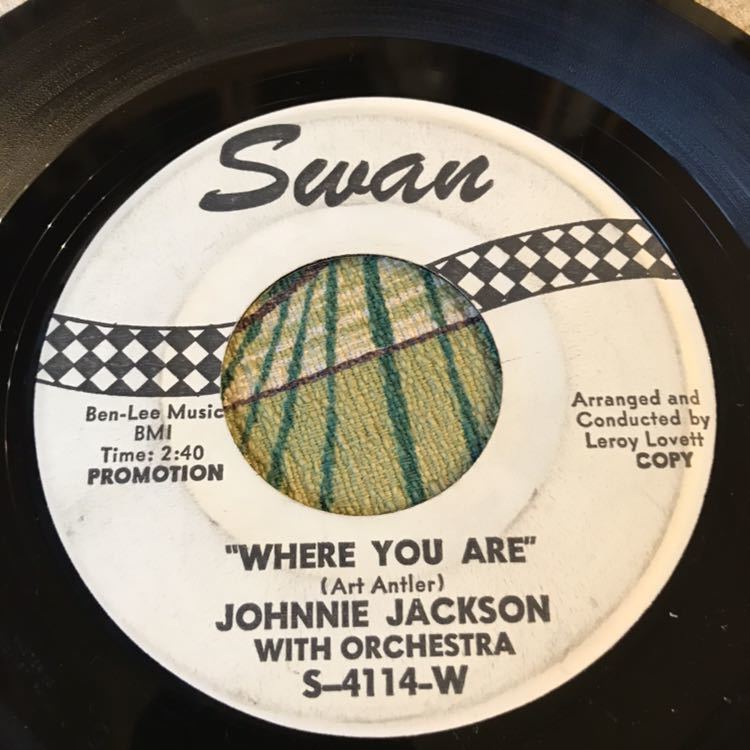 Swan
Ben-Lee Music
BMI
Time: 2:40
PROMOTION
Arranged and
Conducted by
Leroy Lovett
COPY
"WHERE YOU ARE"
(Art Antler)
JOHNNIE JACKSON
WITH ORCHESTRA
S-4114-W